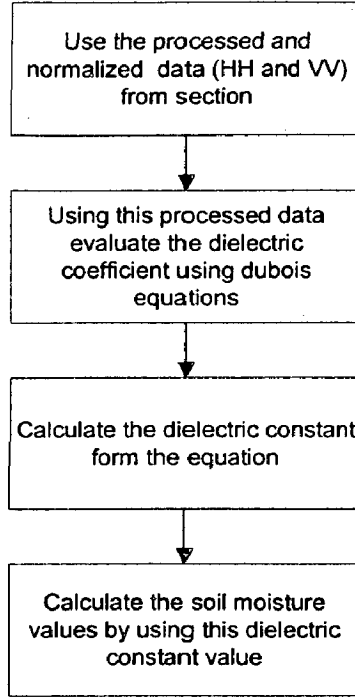 Use the processed and
normalized data (HH and VV)
from section
Using this processed data
evaluate the dielectric
coefficient using dubois
equations
Calculate the dielectric constant
form the equation
Calculate the soil moisture
values by using this dielectric
constant value